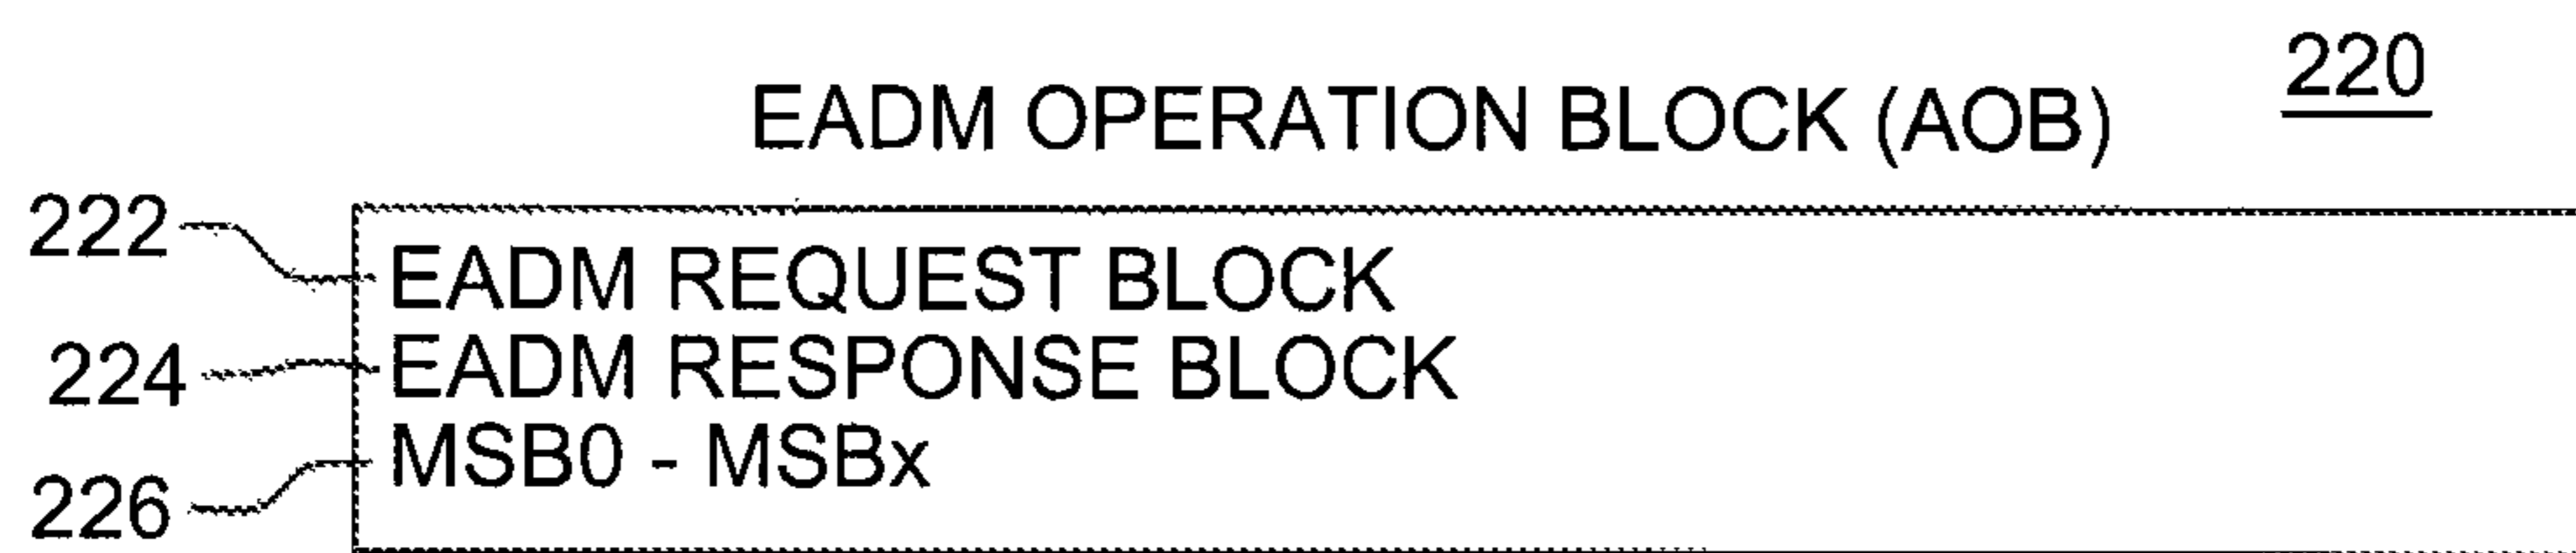 220
EADM OPERATION BLOCK (AOB)
222 EADM REQUEST BLOCK
224 EADM RESPONSE BLOCK
226 MSB0 - MSBx